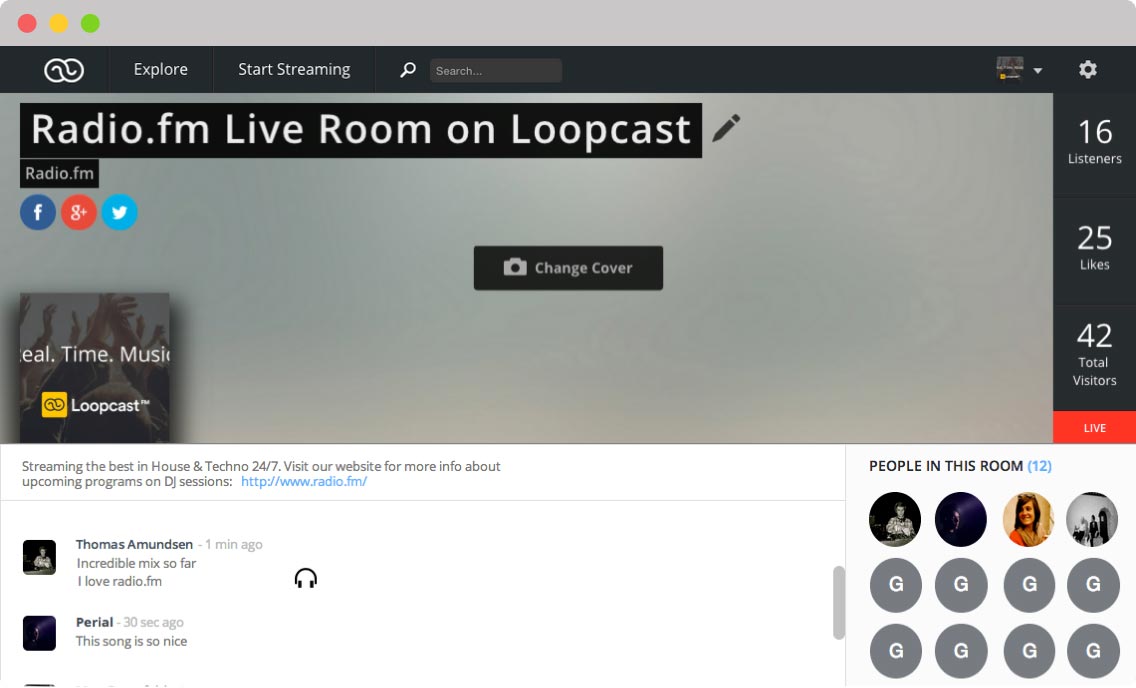 Explore
Start Streaming
Search...
Radio.fm Live Room on Loopcast
Radio.fm
f
g+
Change Cover
eal. Time. Music
Loopcast™
16
Listeners
25
Likes
42
Total
Visitors
LIVE
Streaming the best in House & Techno 24/7. Visit our website for more info about
upcoming programs on DJ sessions: http://www.radio.fm/
Thomas Amundsen - 1 min ago
Incredible mix so far
I love radio.fm
Perial - 30 sec ago
This song is so nice
PEOPLE IN THIS ROOM (12)
G G G G
G G G G